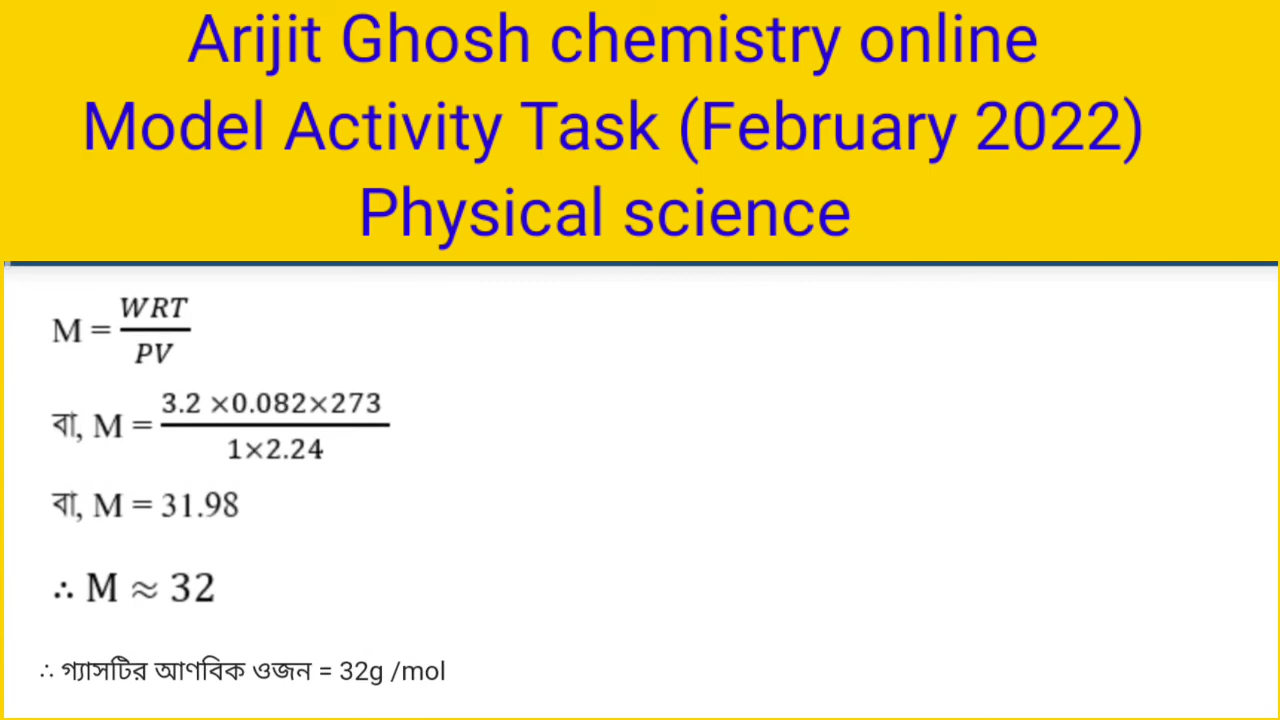 Arijit Ghosh chemistry online
Model Activity Task (February 2022)
Physical science
M = WRT / PV
বা, M = 3.2 ×0.082×273 / 1×2.24
বা, M = 31.98
∴ M ≈ 32
∴ গ্যাসটির আণবিক ওজন = 32g /mol